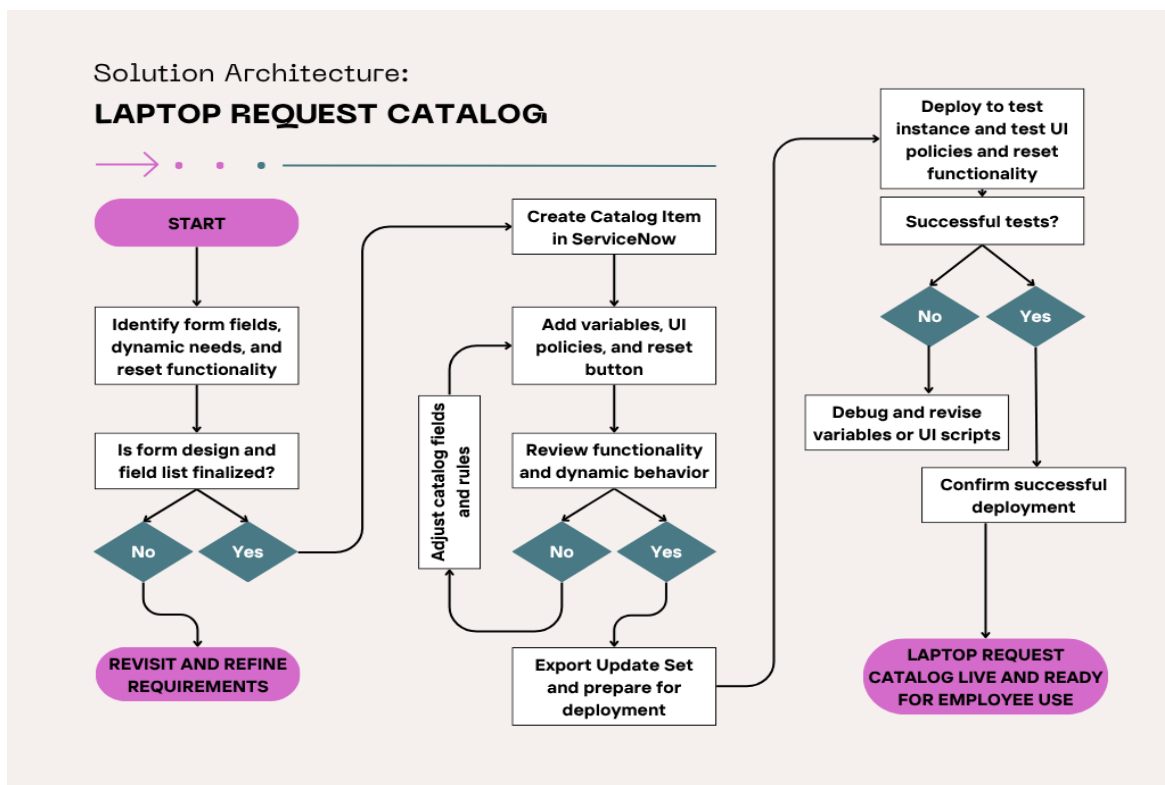 Solution Architecture:
LAPTOP REQUEST CATALOG
START
Identify form fields,
dynamic needs, and
reset functionality
Is form design and
field list finalized?
No
Yes
REVISIT AND REFINE
REQUIREMENTS
Create Catalog Item
in ServiceNow
Add variables, UI
policies, and reset
button
Adjust catalog fields
and rules
Review functionality
and dynamic behavior
No
Yes
Export Update Set
and prepare for
deployment
Deploy to test
instance and test UI
policies and reset
functionality
Successful tests?
No
Yes
Debug and revise
variables or UI scripts
Confirm successful
deployment
LAPTOP REQUEST
CATALOG LIVE AND READY
FOR EMPLOYEE USE